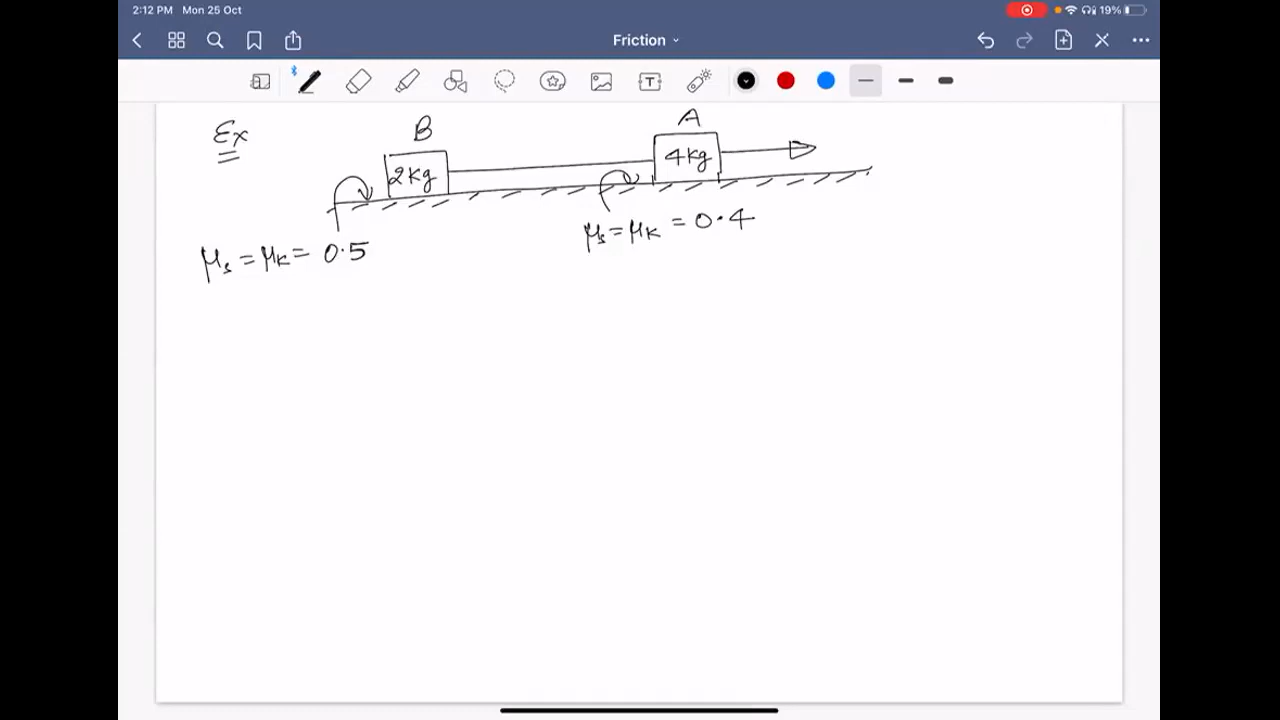 2:12 PM Mon 25 Oct
19%
Friction
T
Ex
B
A
2kg
4kg
μs = μk = 0.5
μs = μk = 0.4